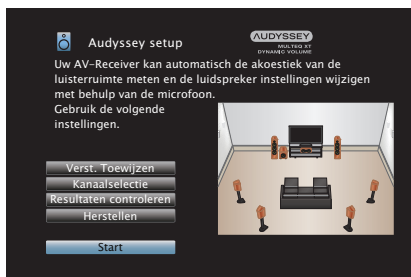 Audyssey setup
AUDYSSEY
MULTEQ XT
DYNAMIC VOLUME
Uw AV-Receiver kan automatisch de akoestiek van de
luisterruimte meten en de luidspreker instellingen wijzigen
met behulp van de microfoon.
Gebruik de volgende
instellingen.
Verst. Toewijzen
Kanaalselectie
Resultaten controleren
Herstellen
Start